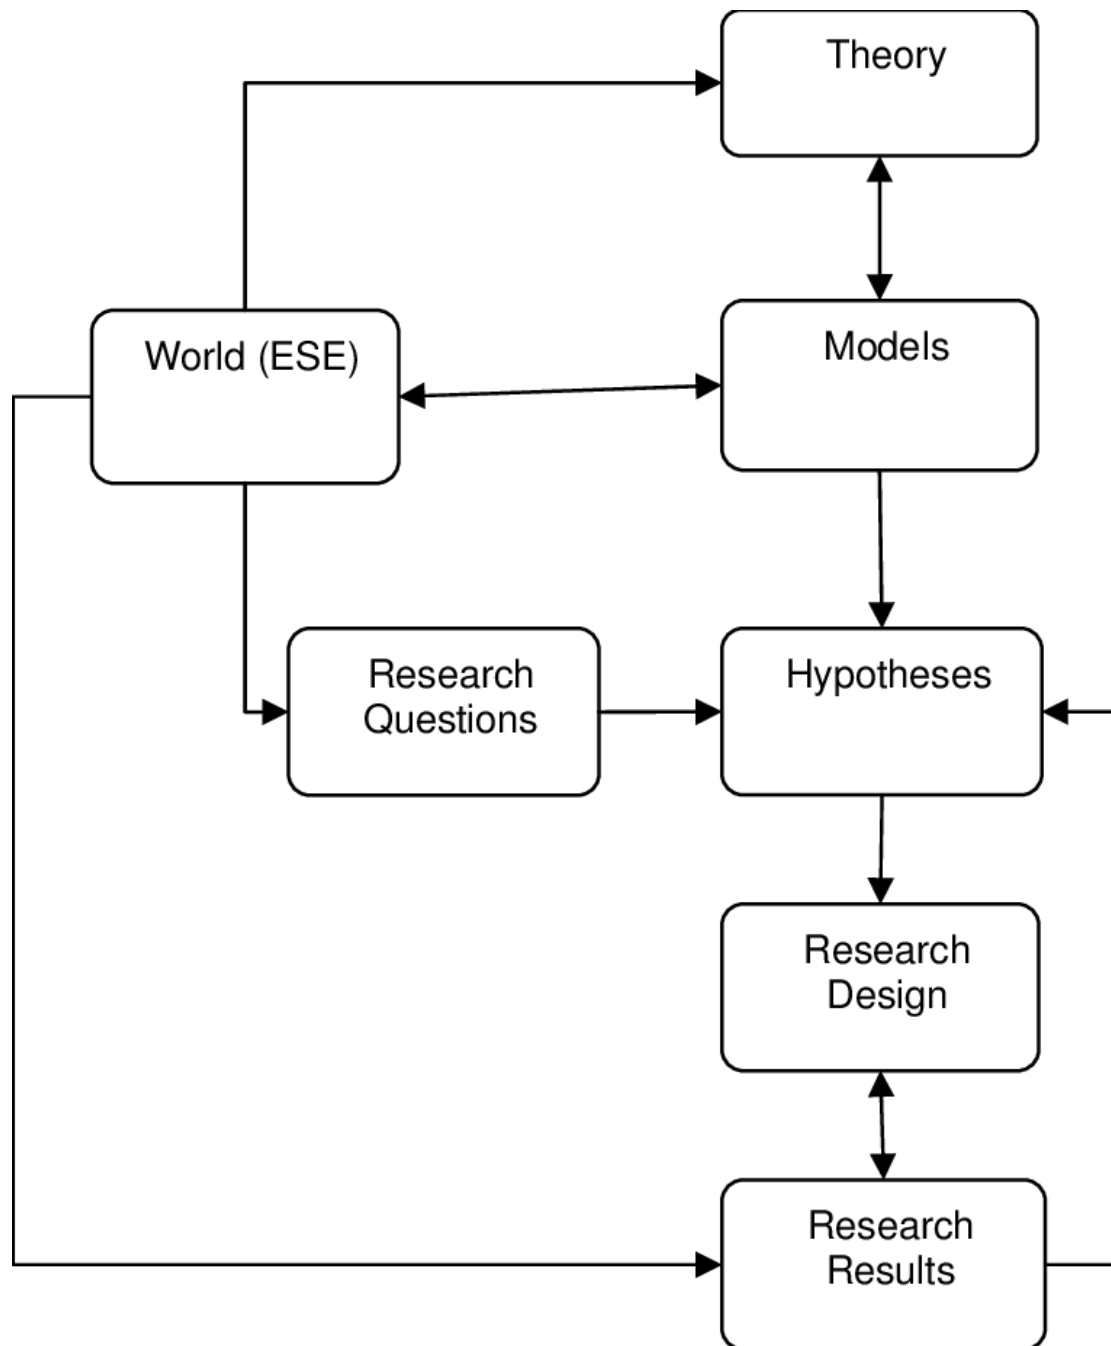 Theory
World (ESE)
Models
Research
Questions
Hypotheses
Research
Design
Research
Results